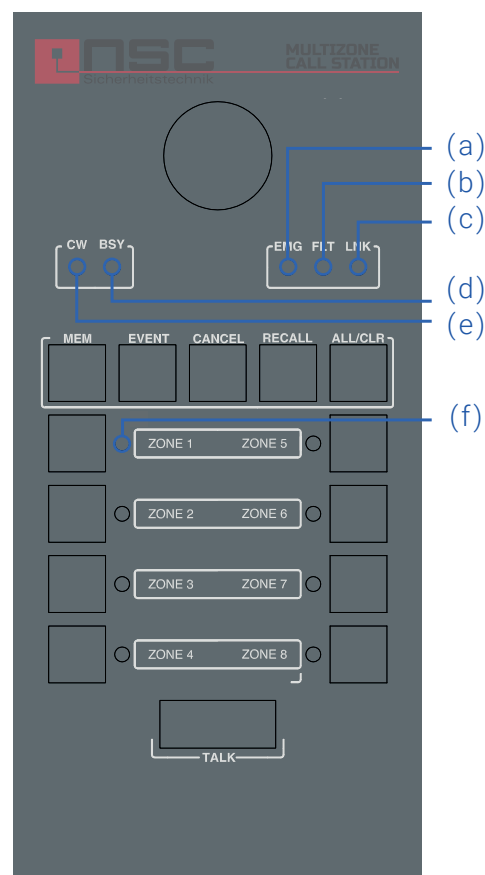 nsc
Sicherheitstechnik
MULTIZONE
CALL STATION
(a)
(b)
(c)
CW BSY
EMG FLT LNK
(d)
(e)
MEM EVENT CANCEL RECALL ALL/CLR
(f)
ZONE 1 ZONE 5
ZONE 2 ZONE 6
ZONE 3 ZONE 7
ZONE 4 ZONE 8
TALK